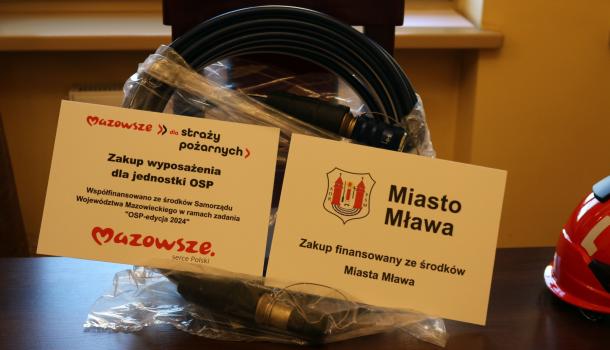 mazowsze dla straży
pożarnych
Zakup wyposażenia
dla jednostki OSP
Współfinansowano ze środków Samorządu
Województwa Mazowieckiego w ramach zadania
"OSP-edycja 2024"
mazowsze.
serce Polski
Miasto
Mława
Zakup finansowany ze środków
Miasta Mława